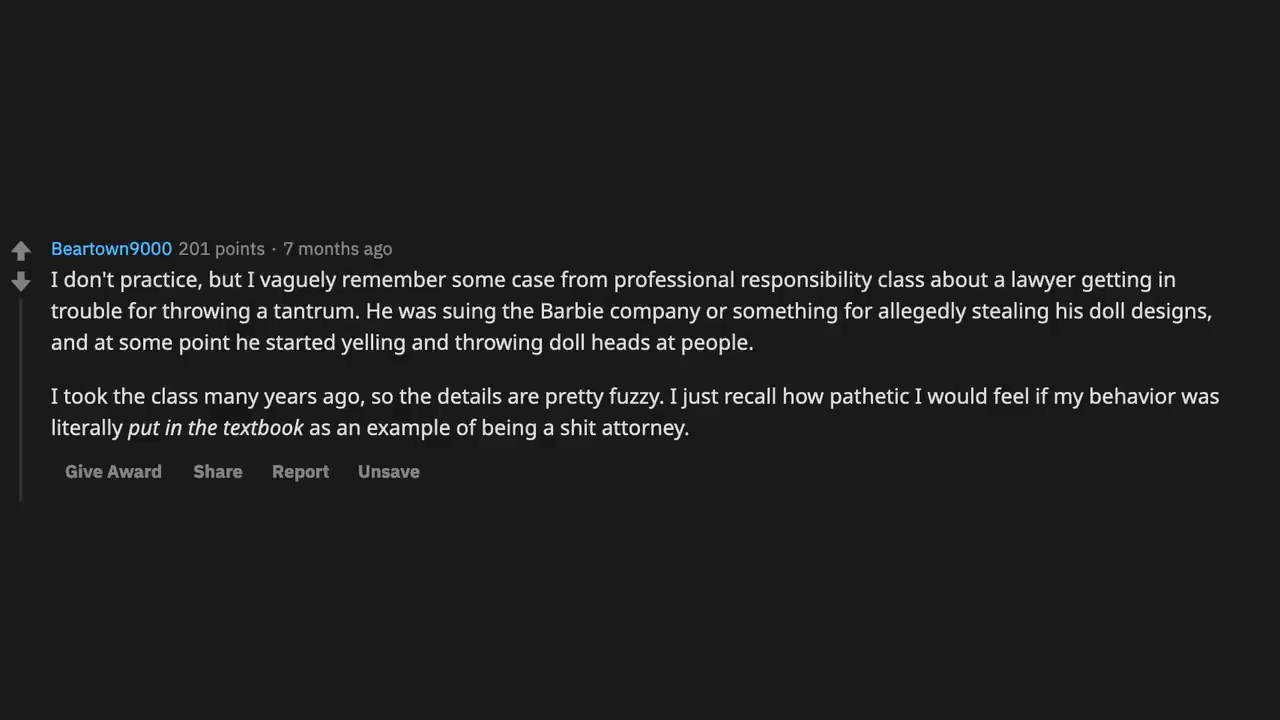 Beartown9000 201 points · 7 months ago
I don't practice, but I vaguely remember some case from professional responsibility class about a lawyer getting in
trouble for throwing a tantrum. He was suing the Barbie company or something for allegedly stealing his doll designs,
and at some point he started yelling and throwing doll heads at people.
I took the class many years ago, so the details are pretty fuzzy. I just recall how pathetic I would feel if my behavior was
literally put in the textbook as an example of being a shit attorney.
Give Award Share Report Unsave